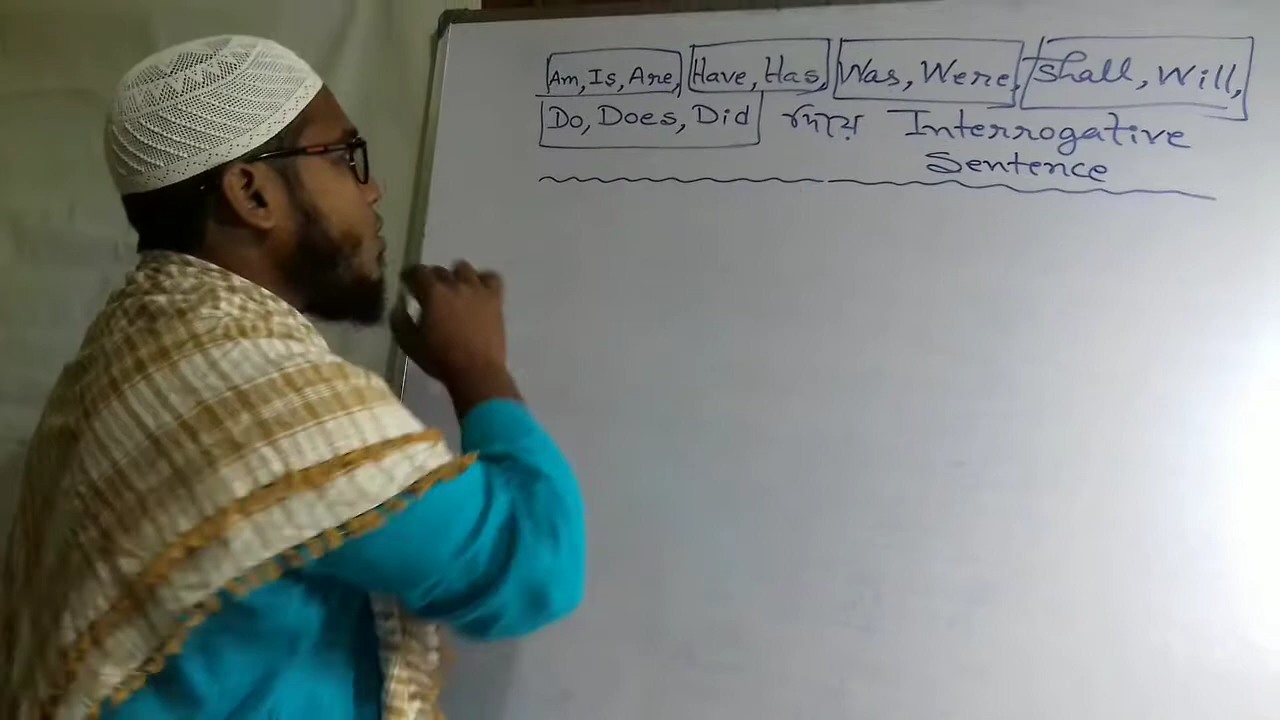 Am, Is, Are, Have, Has, Was, Were, Shall, Will,
Do, Does, Did দিয়ে Interrogative
Sentence